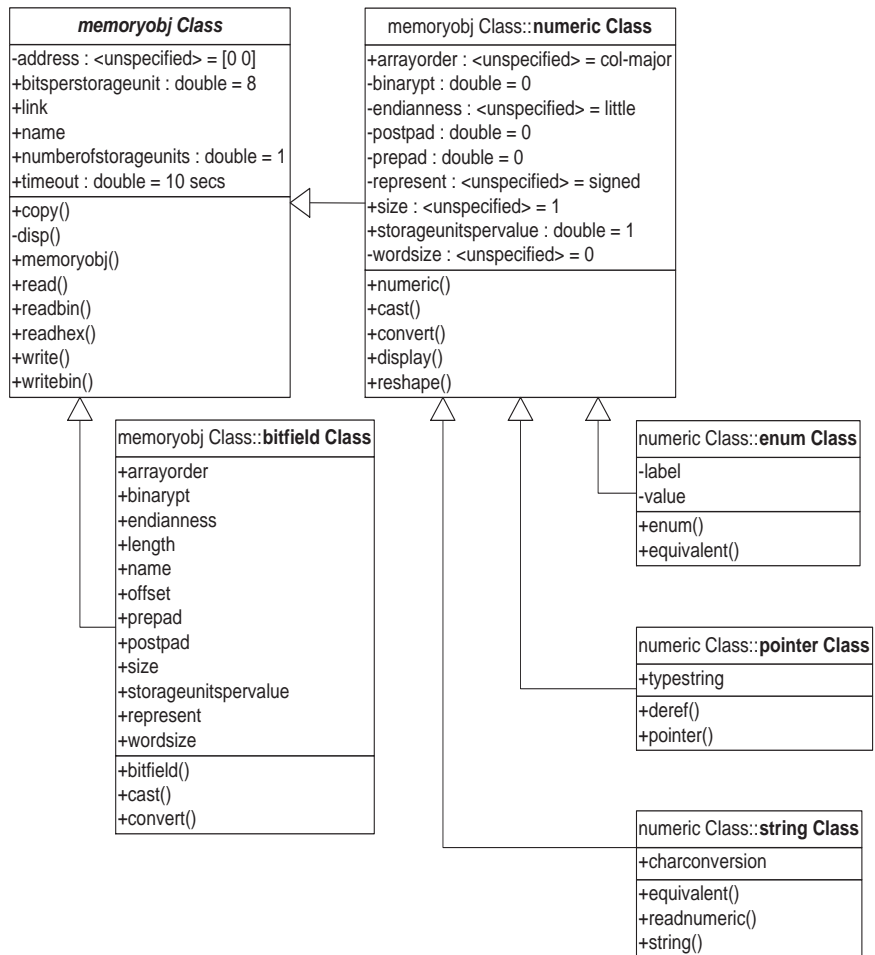 memoryobj Class
-address : <unspecified> = [0 0]
+bitsperstorageunit : double = 8
+link
+name
+numberofstorageunits : double = 1
+timeout : double = 10 secs
+copy()
-disp()
+memoryobj()
+read()
+readbin()
+readhex()
+write()
+writebin()
memoryobj Class::numeric Class
+arrayorder : <unspecified> = col-major
-binarypt : double = 0
-endianness : <unspecified> = little
-postpad : double = 0
-prepad : double = 0
-represent : <unspecified> = signed
+size : <unspecified> = 1
+storageunitspervalue : double = 1
-wordsize : <unspecified> = 0
+numeric()
+cast()
+convert()
+display()
+reshape()
memoryobj Class::bitfield Class
+arrayorder
+binarypt
+endianness
+length
+name
+offset
+prepad
+postpad
+size
+storageunitspervalue
+represent
+wordsize
+bitfield()
+cast()
+convert()
numeric Class::enum Class
-label
-value
+enum()
+equivalent()
numeric Class::pointer Class
+typestring
+deref()
+pointer()
numeric Class::string Class
+charconversion
+equivalent()
+readnumeric()
+string()